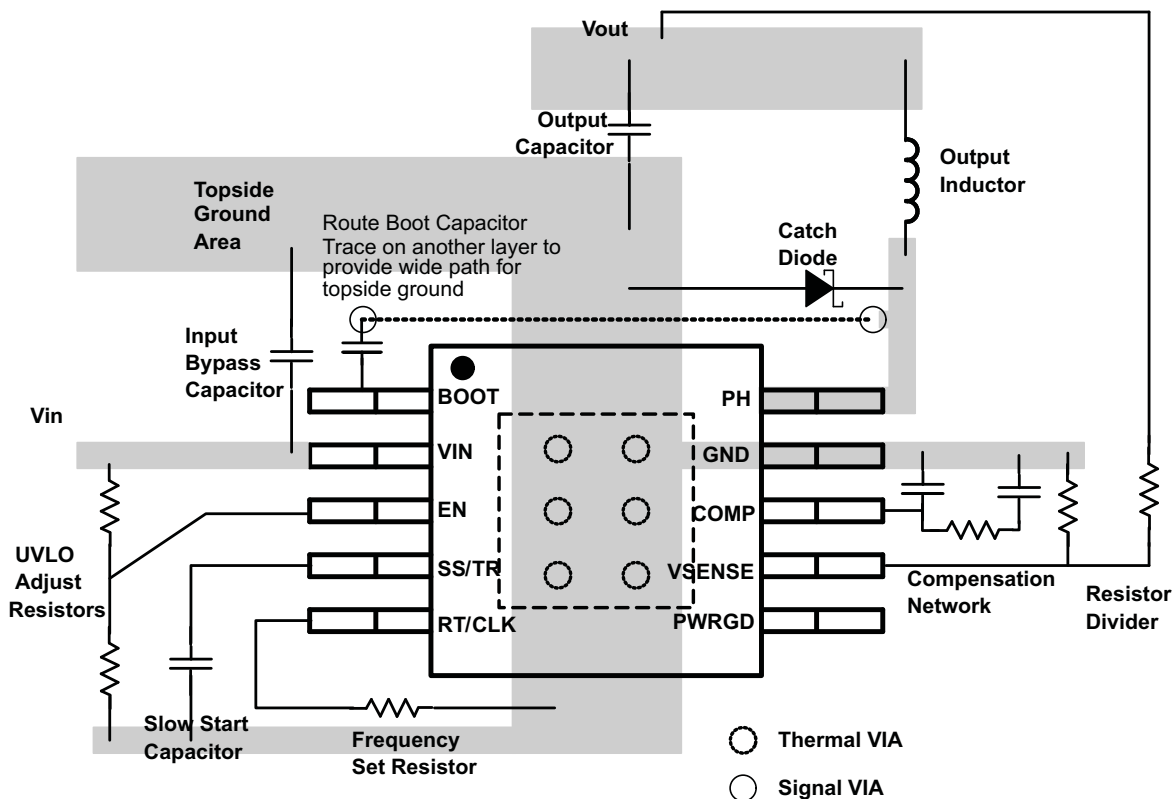 Vout
Output
Capacitor
Output
Inductor
Topside
Ground
Area
Route Boot Capacitor
Trace on another layer to
provide wide path for
topside ground
Catch
Diode
Input
Bypass
Capacitor
Vin
BOOT
VIN
EN
SS/TR
RT/CLK
PH
GND
COMP
VSENSE
PWRGD
UVLO
Adjust
Resistors
Compensation
Network
Resistor
Divider
Slow Start
Capacitor
Frequency
Set Resistor
Thermal VIA
Signal VIA